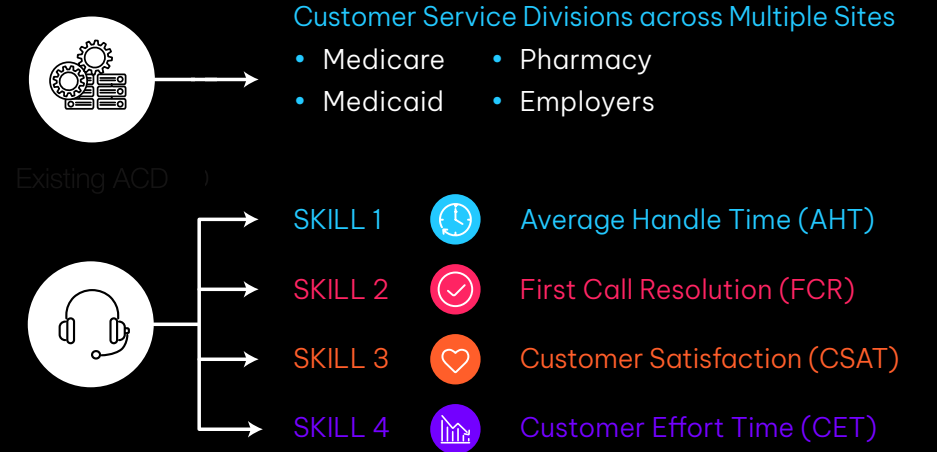 Customer Service Divisions across Multiple Sites
• Medicare • Pharmacy
• Medicaid • Employers
Existing ACD )
SKILL 1 Average Handle Time (AHT)
SKILL 2 First Call Resolution (FCR)
SKILL 3 Customer Satisfaction (CSAT)
SKILL 4 Customer Effort Time (CET)